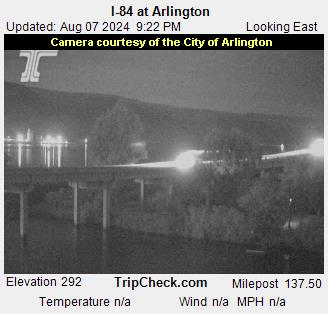 I-84 at Arlington
Updated: Aug 07 2024 9:22 PM Looking East
Camera courtesy of the City of Arlington
Elevation 292 TripCheck.com Milepost 137.50
Temperature n/a Wind n/a MPH n/a